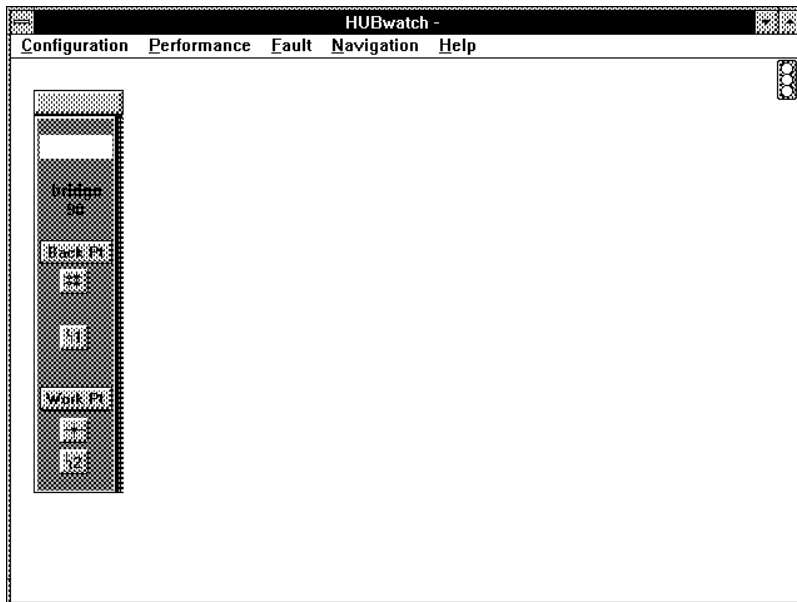 HUBwatch -
Configuration Performance Fault Navigation Help
bridge
90
Back Pt
Work Pt